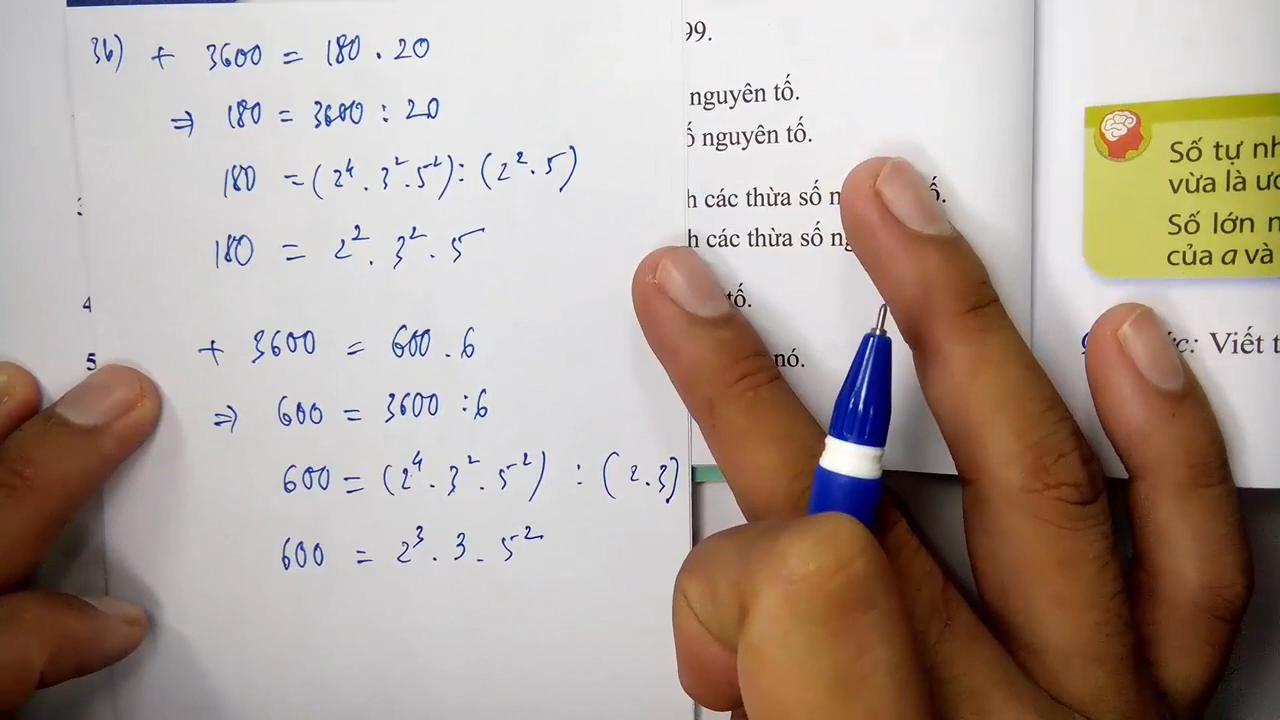 36) + 3600 = 180 . 20
⇒ 180 = 3600 : 20
180 = (2⁴ . 3² . 5²) : (2² . 5)
180 = 2² . 3² . 5
4
+ 3600 = 600 . 6
5
⇒ 600 = 3600 : 6
600 = (2⁴ . 3² . 5²) : (2 . 3)
600 = 2³ . 3 . 5²
99.
nguyên tố.
nguyên tố.
các thừa số
các thừa số
tố.
nó.
Số tự
vừa là
Số lớn
của a và
Viết